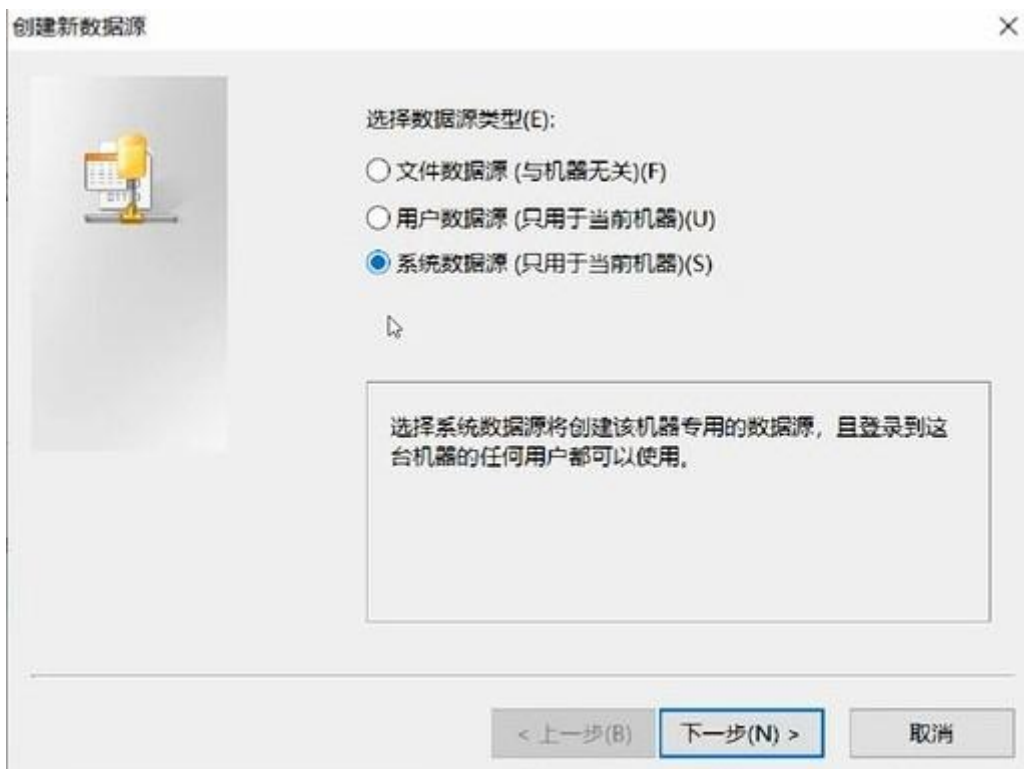 创建新数据源
选择数据源类型(E):
文件数据源 (与机器无关)(F)
用户数据源 (只用于当前机器)(U)
系统数据源 (只用于当前机器)(S)
选择系统数据源将创建该机器专用的数据源，且登录到这
台机器的任何用户都可以使用。
< 上一步(B)
下一步(N) >
取消